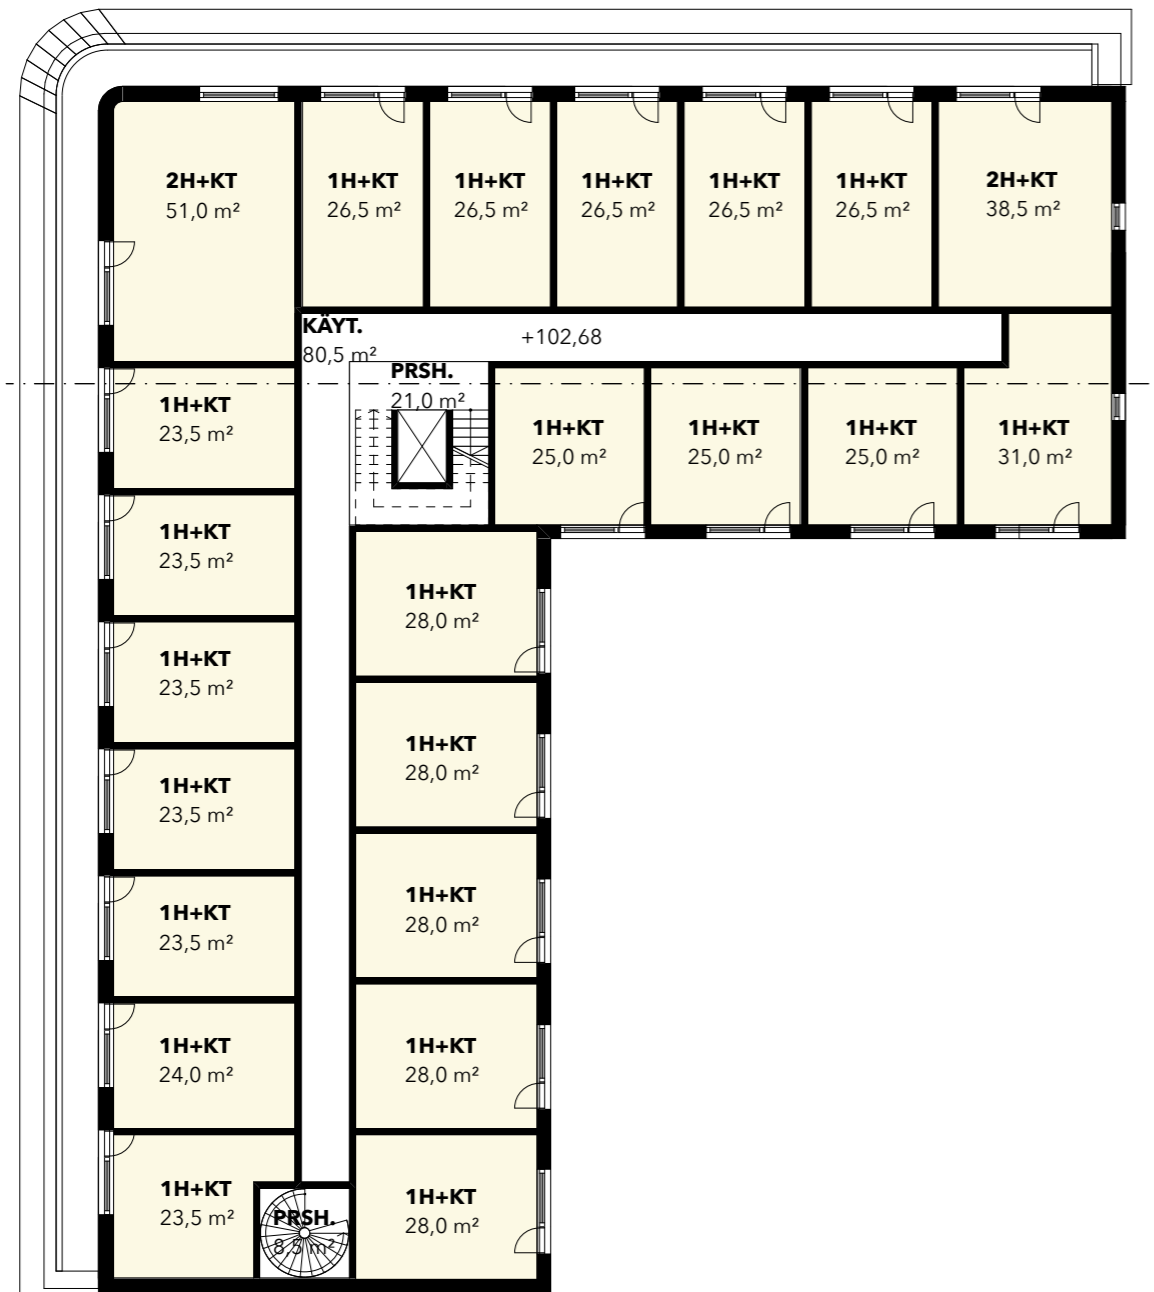 2H+KT
51,0 m²
1H+KT
26,5 m²
1H+KT
26,5 m²
1H+KT
26,5 m²
1H+KT
26,5 m²
1H+KT
26,5 m²
2H+KT
38,5 m²
KÄYT.
80,5 m²
+102,68
PRSH.
21,0 m²
1H+KT
23,5 m²
1H+KT
25,0 m²
1H+KT
25,0 m²
1H+KT
25,0 m²
1H+KT
31,0 m²
1H+KT
23,5 m²
1H+KT
28,0 m²
1H+KT
23,5 m²
1H+KT
28,0 m²
1H+KT
23,5 m²
1H+KT
28,0 m²
1H+KT
23,5 m²
1H+KT
24,0 m²
1H+KT
28,0 m²
1H+KT
23,5 m²
PRSH.
8,5 m²
1H+KT
28,0 m²